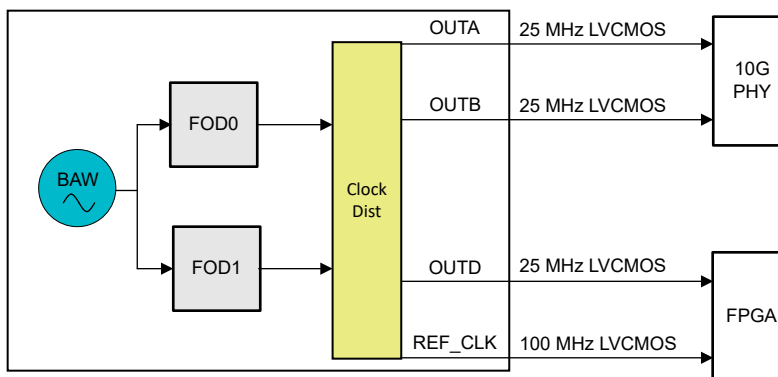 OUTA
25 MHz LVCMOS
10G
PHY
OUTB
25 MHz LVCMOS
FOD0
BAW
Clock
Dist
FOD1
OUTD
25 MHz LVCMOS
FPGA
REF_CLK
100 MHz LVCMOS